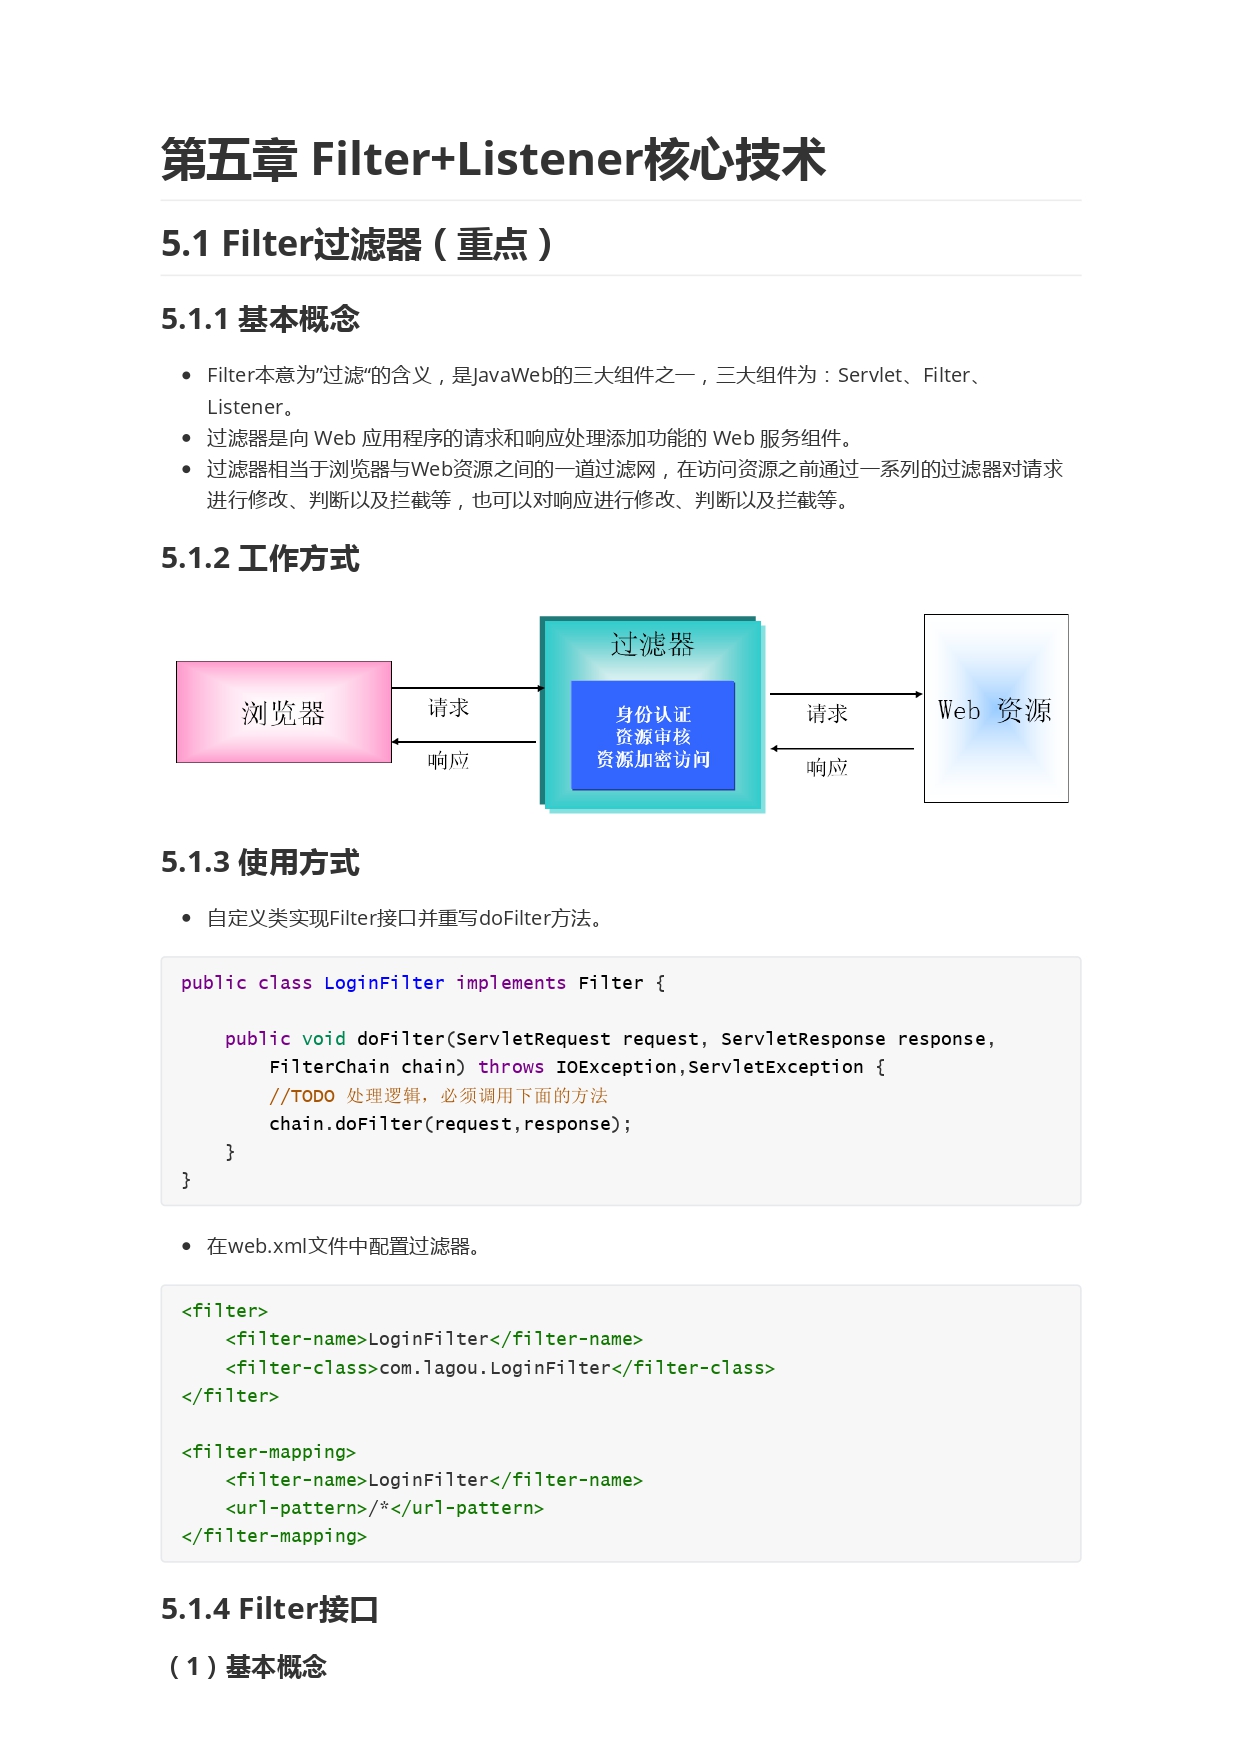 第五章 Filter+Listener核心技术
5.1 Filter过滤器（重点）
5.1.1 基本概念
Filter本意为”过滤“的含义，是JavaWeb的三大组件之一，三大组件为：Servlet、Filter、
Listener。
过滤器是向 Web 应用程序的请求和响应处理添加功能的 Web 服务组件。
过滤器相当于浏览器与Web资源之间的一道过滤网，在访问资源之前通过一系列的过滤器对请求
进行修改、判断以及拦截等，也可以对响应进行修改、判断以及拦截等。
5.1.2 工作方式
浏览器
请求
响应
过滤器
身份认证
资源审核
资源加密访问
请求
响应
Web 资源
5.1.3 使用方式
自定义类实现Filter接口并重写doFilter方法。
public class LoginFilter implements Filter {
    public void doFilter(ServletRequest request, ServletResponse response,
        FilterChain chain) throws IOException,ServletException {
        //TODO 处理逻辑，必须调用下面的方法
        chain.doFilter(request,response);
    }
}
在web.xml文件中配置过滤器。
<filter>
    <filter-name>LoginFilter</filter-name>
    <filter-class>com.lagou.LoginFilter</filter-class>
</filter>
<filter-mapping>
    <filter-name>LoginFilter</filter-name>
    <url-pattern>/*</url-pattern>
</filter-mapping>
5.1.4 Filter接口
（1）基本概念